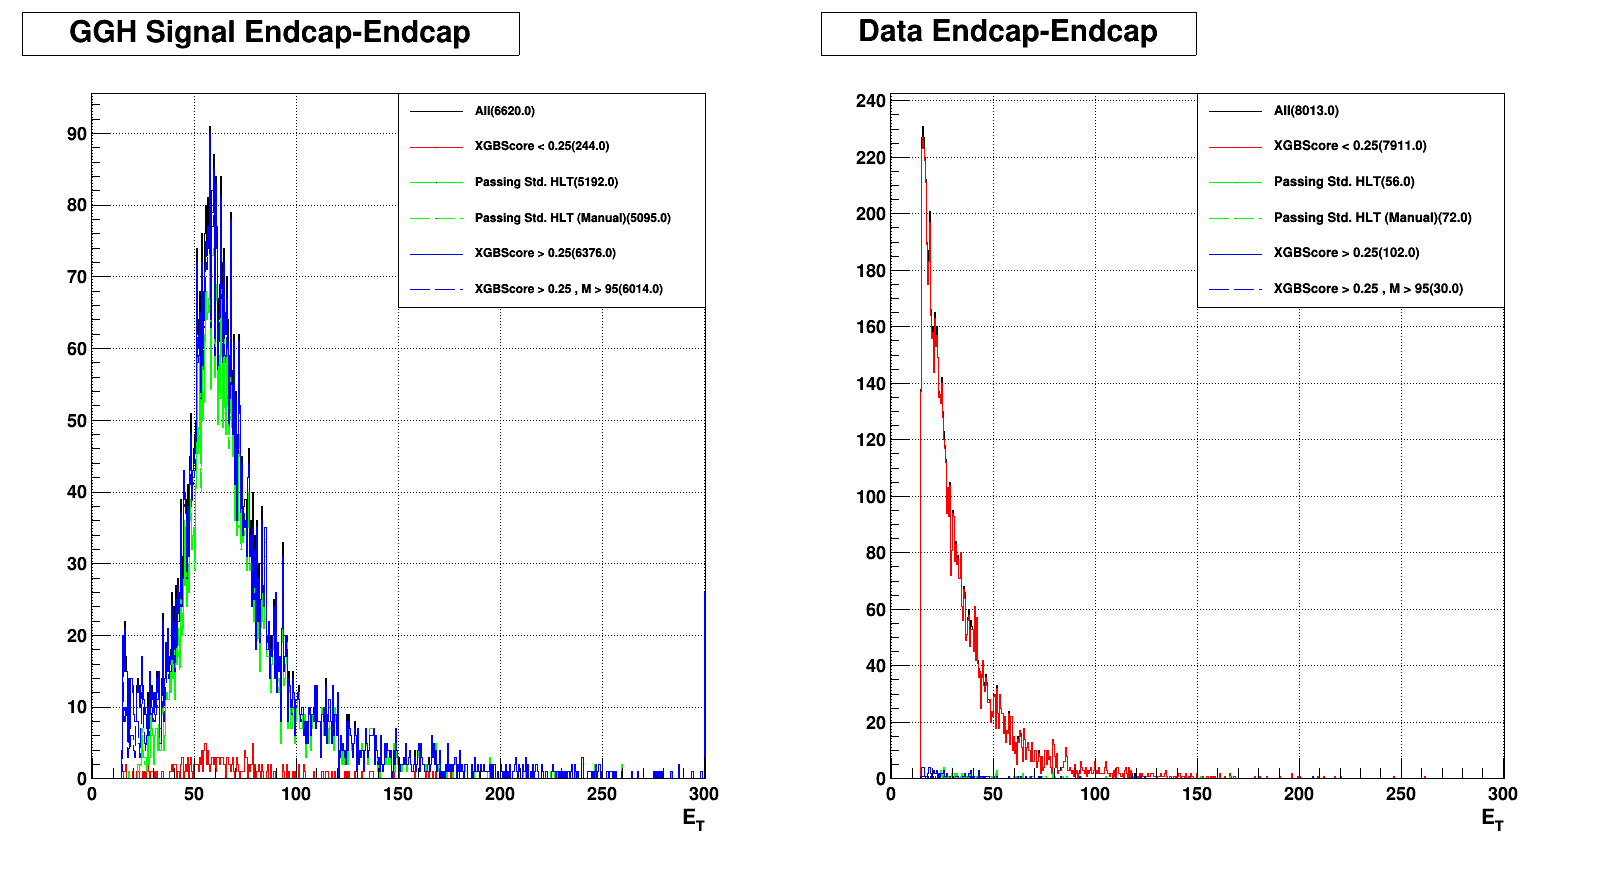 GGH Signal Endcap-Endcap
All(6620.0)
XGBScore < 0.25(244.0)
Passing Std. HLT(5192.0)
Passing Std. HLT (Manual)(5095.0)
XGBScore > 0.25(6376.0)
XGBScore > 0.25 , M > 95(6014.0)
90
80
70
60
50
40
30
20
10
0
0 50 100 150 200 250 300
E_T
Data Endcap-Endcap
All(8013.0)
XGBScore < 0.25(7911.0)
Passing Std. HLT(56.0)
Passing Std. HLT (Manual)(72.0)
XGBScore > 0.25(102.0)
XGBScore > 0.25 , M > 95(30.0)
240
220
200
180
160
140
120
100
80
60
40
20
0
0 50 100 150 200 250 300
E_T